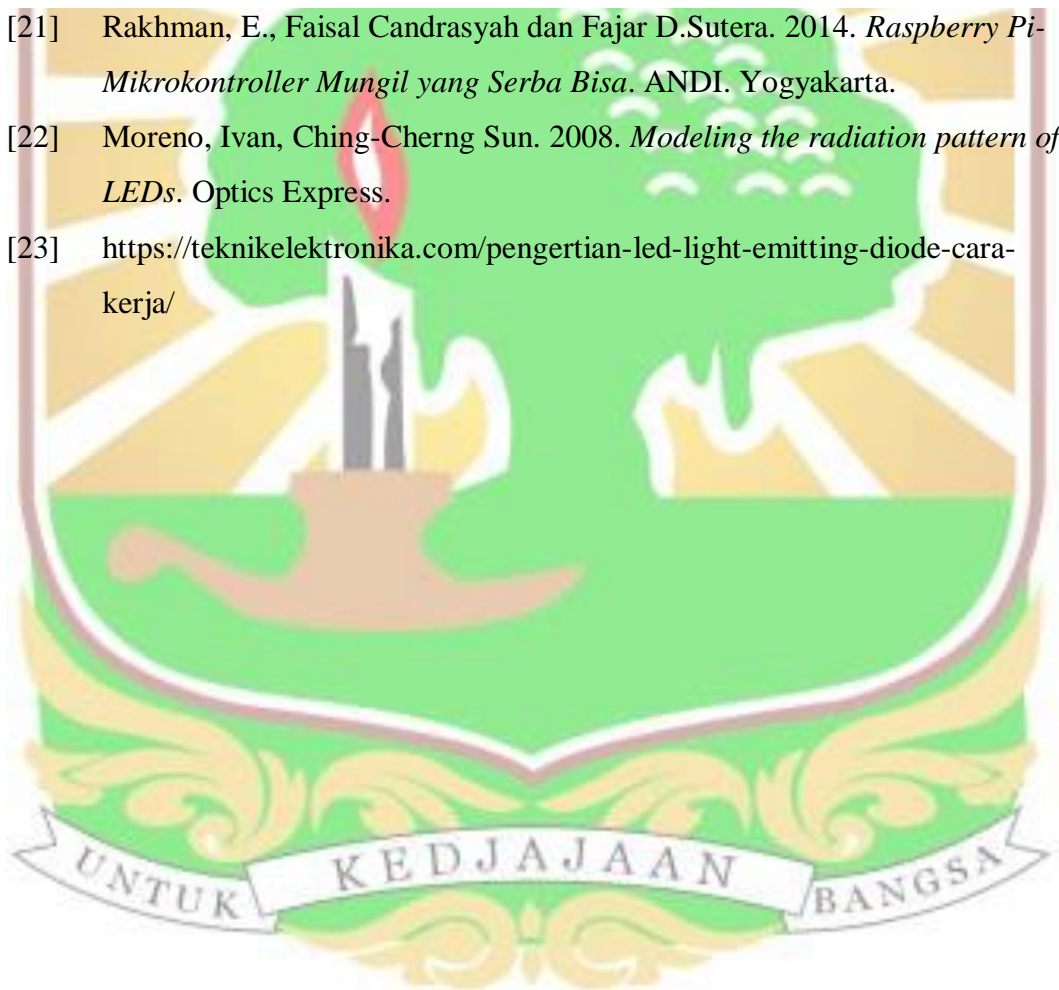 [21] Rakhman, E., Faisal Candrasyah dan Fajar D.Sutera. 2014. Raspberry Pi-
Mikrokontroller Mungil yang Serba Bisa. ANDI. Yogyakarta.
[22] Moreno, Ivan, Ching-Cherng Sun. 2008. Modeling the radiation pattern of
LEDs. Optics Express.
[23] https://teknikelektronika.com/pengertian-led-light-emitting-diode-cara-
kerja/
UNTUK KEDJAJAAN BANGSA